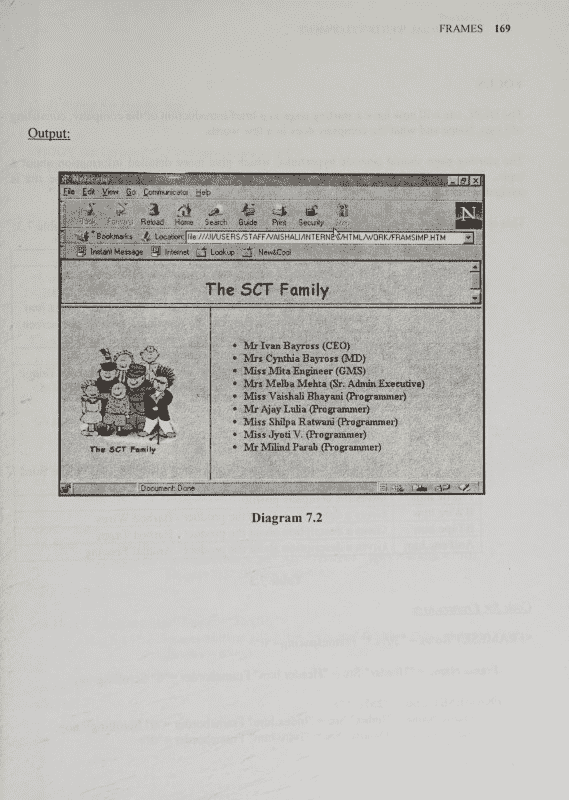 FRAMES 169
Output:
Netscape
File Edit View Go Communicator Help
Back Forward Reload Home Search Guide Print Security Stop
Bookmarks Location: file:///J|/USERS/STAFF/VAISHALI/INTERNET/HTML/WORK/FRAMSIMP.HTM
Instant Message Internet Lookup New&Cool
The SCT Family
• Mr Ivan Bayross (CEO)
• Mrs Cynthia Bayross (MD)
• Miss Mita Engineer (GMS)
• Mrs Melba Mehta (Sr. Admin Executive)
• Miss Vaishali Bhayani (Programmer)
• Mr Ajay Lulia (Programmer)
• Miss Shilpa Ratwani (Programmer)
• Miss Jyoti V. (Programmer)
• Mr Milind Parab (Programmer)
The SCT Family
Document: Done
Diagram 7.2